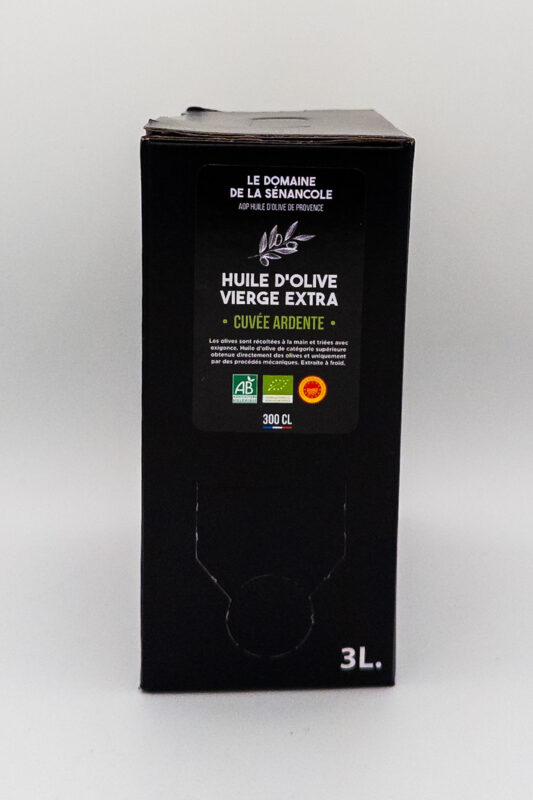 LE DOMAINE
DE LA SÉNANCOLE
AOP HUILE D'OLIVE DE PROVENCE
HUILE D'OLIVE
VIERGE EXTRA
• CUVÉE ARDENTE •
Les olives sont récoltées à la main et triées avec
exigence. Huile d'olive de catégorie supérieure
obtenue directement des olives et uniquement
par des procédés mécaniques. Extraite à froid.
AB
300 CL
3L.